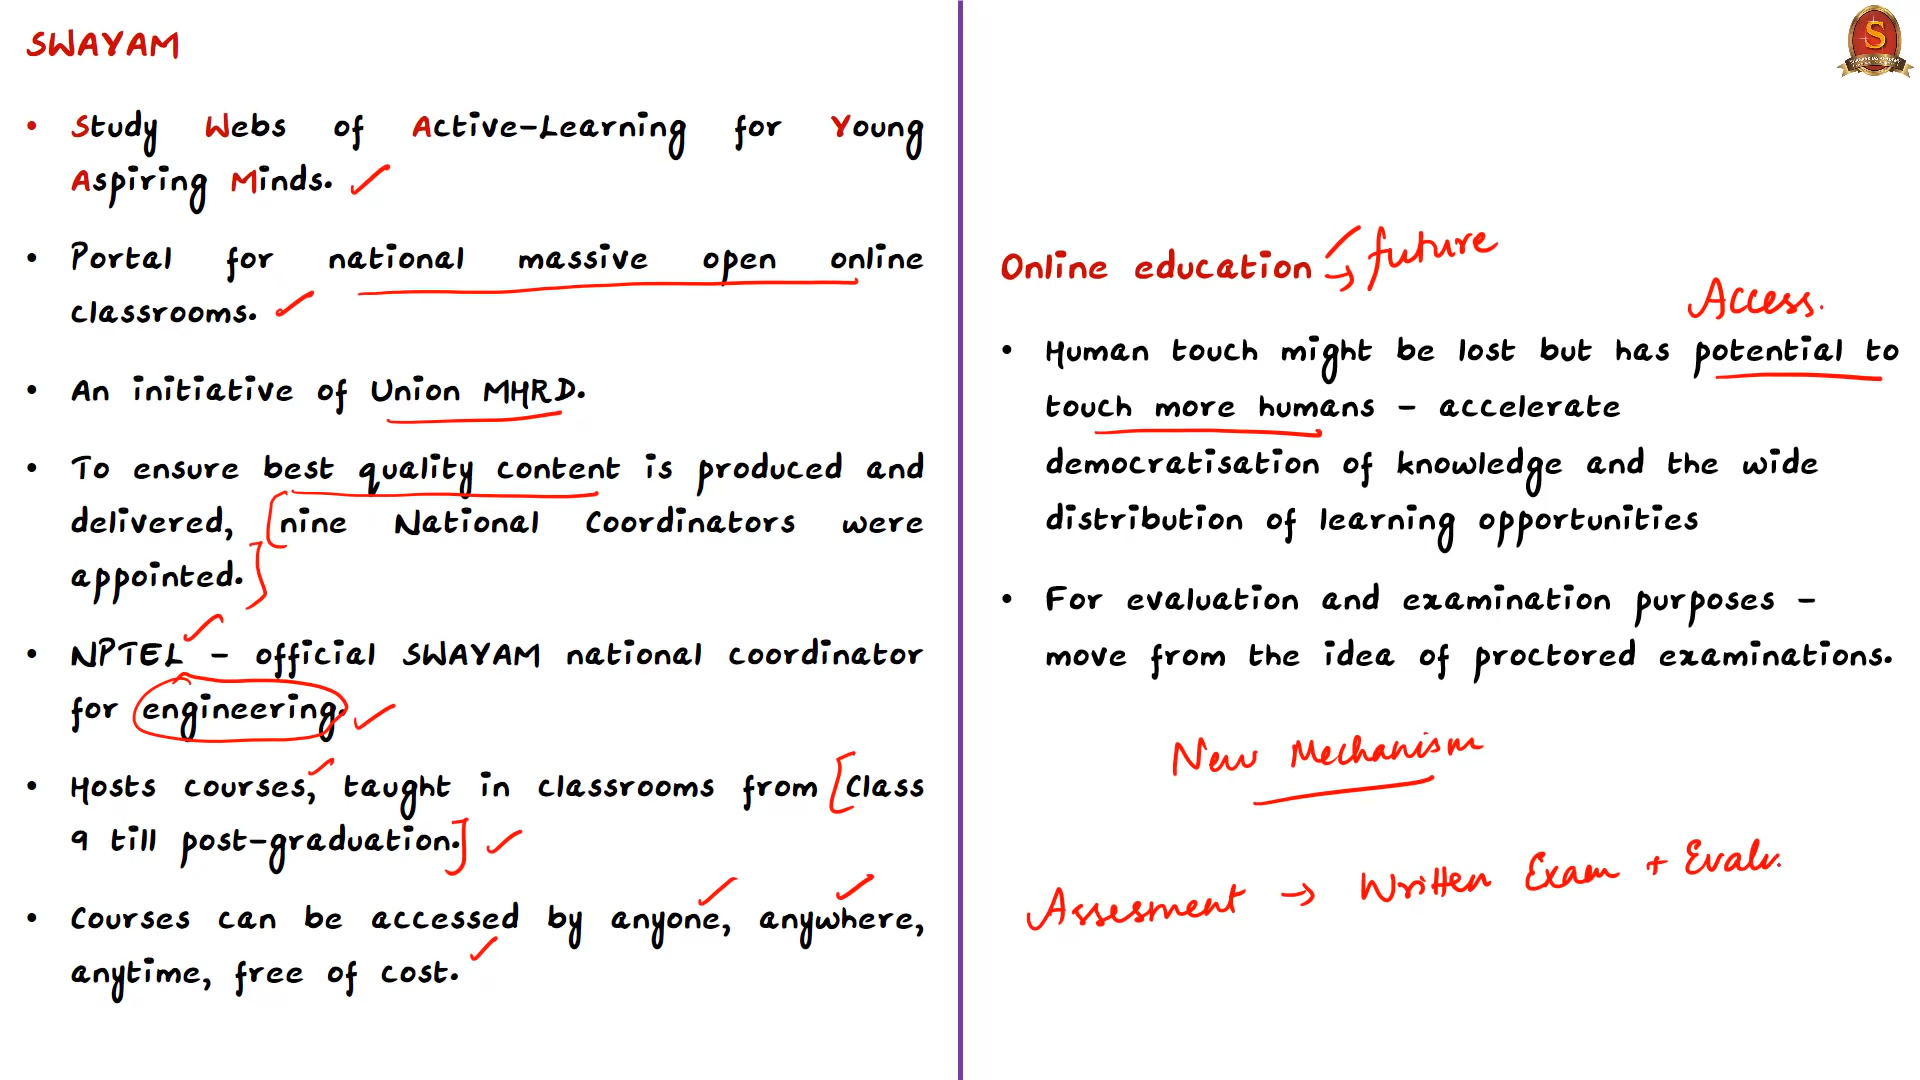 SWAYAM
• Study Webs of Active-Learning for Young
Aspiring Minds.
• Portal for national massive open online
classrooms.
• An initiative of Union MHRD.
• To ensure best quality content is produced and
delivered, nine National Coordinators were
appointed.
• NPTEL - official SWAYAM national coordinator
for engineering.
• Hosts courses, taught in classrooms from [Class
9 till post-graduation.]
• Courses can be accessed by anyone, anywhere,
anytime, free of cost.
S
Online education → future
Access.
• Human touch might be lost but has potential to
touch more humans - accelerate
democratisation of knowledge and the wide
distribution of learning opportunities
• For evaluation and examination purposes -
move from the idea of proctored examinations.
New Mechanism
Assesment → Written Exam + Evalu.